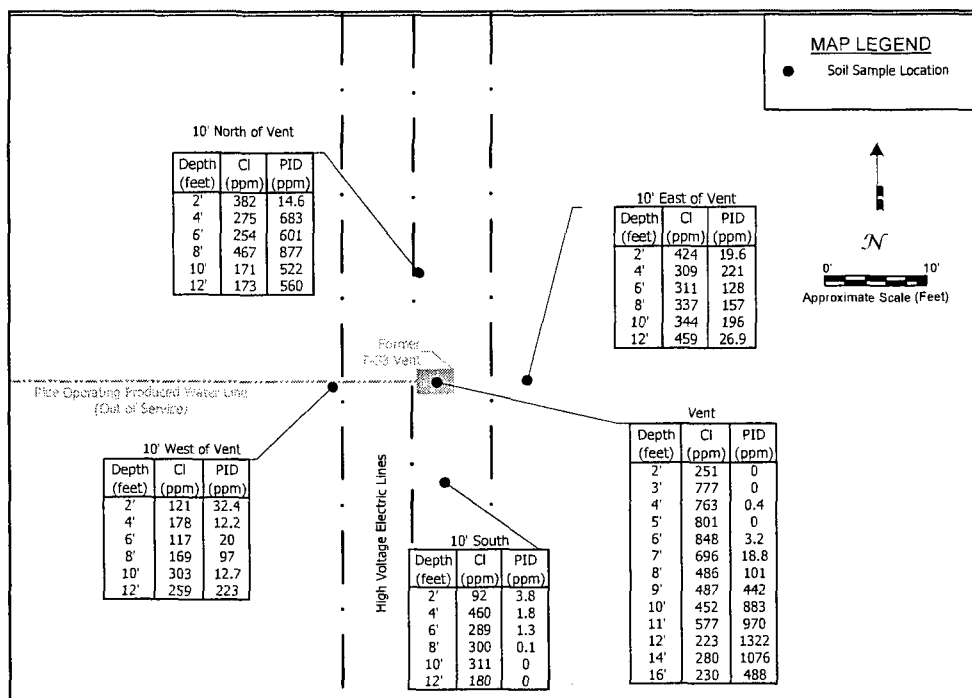 MAP LEGEND
Soil Sample Location
10' North of Vent
Depth (feet) Cl (ppm) PID (ppm)
2' 382 14.6
4' 275 683
6' 254 601
8' 467 877
10' 171 522
12' 173 560
10' East of Vent
Depth (feet) Cl (ppm) PID (ppm)
2' 424 19.6
4' 309 221
6' 311 128
8' 337 157
10' 344 196
12' 459 26.9
N
0' 10'
Approximate Scale (Feet)
Former
Vent
Operating Produced Water Line
(Out of Service)
10' West of Vent
Depth (feet) Cl (ppm) PID (ppm)
2' 121 32.4
4' 178 12.2
6' 117 20
8' 169 97
10' 303 12.7
12' 259 223
High Voltage Electric Lines
10' South
Depth (feet) Cl (ppm) PID (ppm)
2' 92 3.8
4' 460 1.8
6' 289 1.3
8' 300 0.1
10' 311 0
12' 180 0
Vent
Depth (feet) Cl (ppm) PID (ppm)
2' 251 0
3' 777 0
4' 763 0.4
5' 801 0
6' 848 3.2
7' 696 18.8
8' 486 101
9' 487 442
10' 452 883
11' 577 970
12' 223 1322
14' 280 1076
16' 230 488